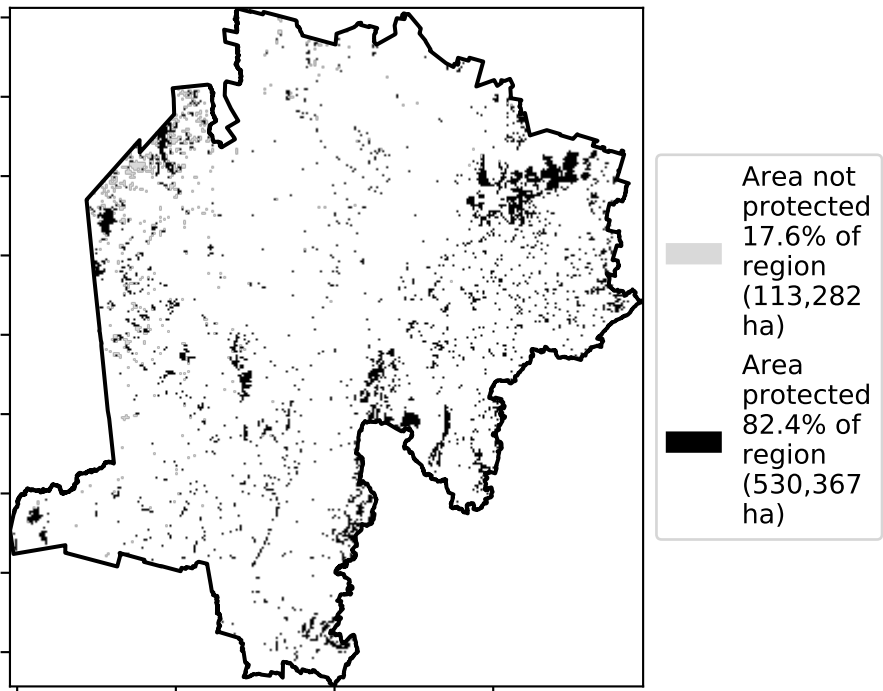 Area not
protected
17.6% of
region
(113,282
ha)
Area
protected
82.4% of
region
(530,367
ha)